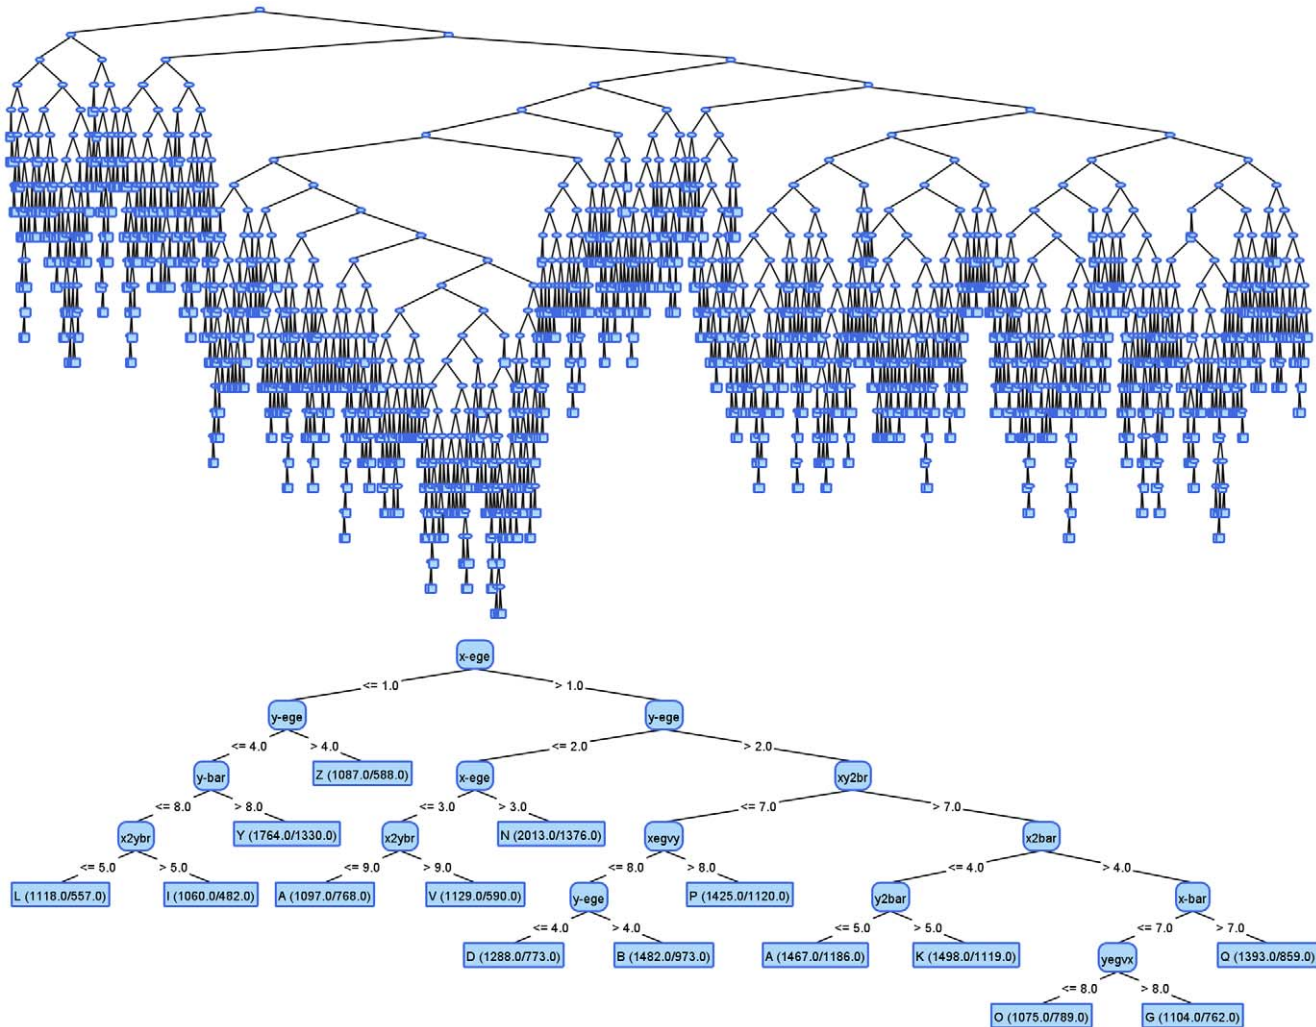 x-ege
<= 1.0 > 1.0
y-ege y-ege
<= 4.0 > 4.0 <= 2.0 > 2.0
y-bar Z (1087.0/588.0) x-ege xy2br
<= 8.0 > 8.0 <= 3.0 > 3.0 <= 7.0 > 7.0
x2ybr Y (1764.0/1330.0) x2ybr N (2013.0/1376.0) xegvy x2bar
<= 5.0 > 5.0 <= 9.0 > 9.0 <= 8.0 > 8.0 <= 4.0 > 4.0
L (1118.0/557.0) I (1060.0/482.0) A (1097.0/768.0) V (1129.0/590.0) y-ege P (1425.0/1120.0) y2bar x-bar
<= 4.0 > 4.0 <= 5.0 > 5.0 <= 7.0 > 7.0
D (1288.0/773.0) B (1482.0/973.0) A (1467.0/1186.0) K (1498.0/1119.0) yegvx Q (1393.0/859.0)
<= 8.0 > 8.0
O (1075.0/789.0) G (1104.0/762.0)